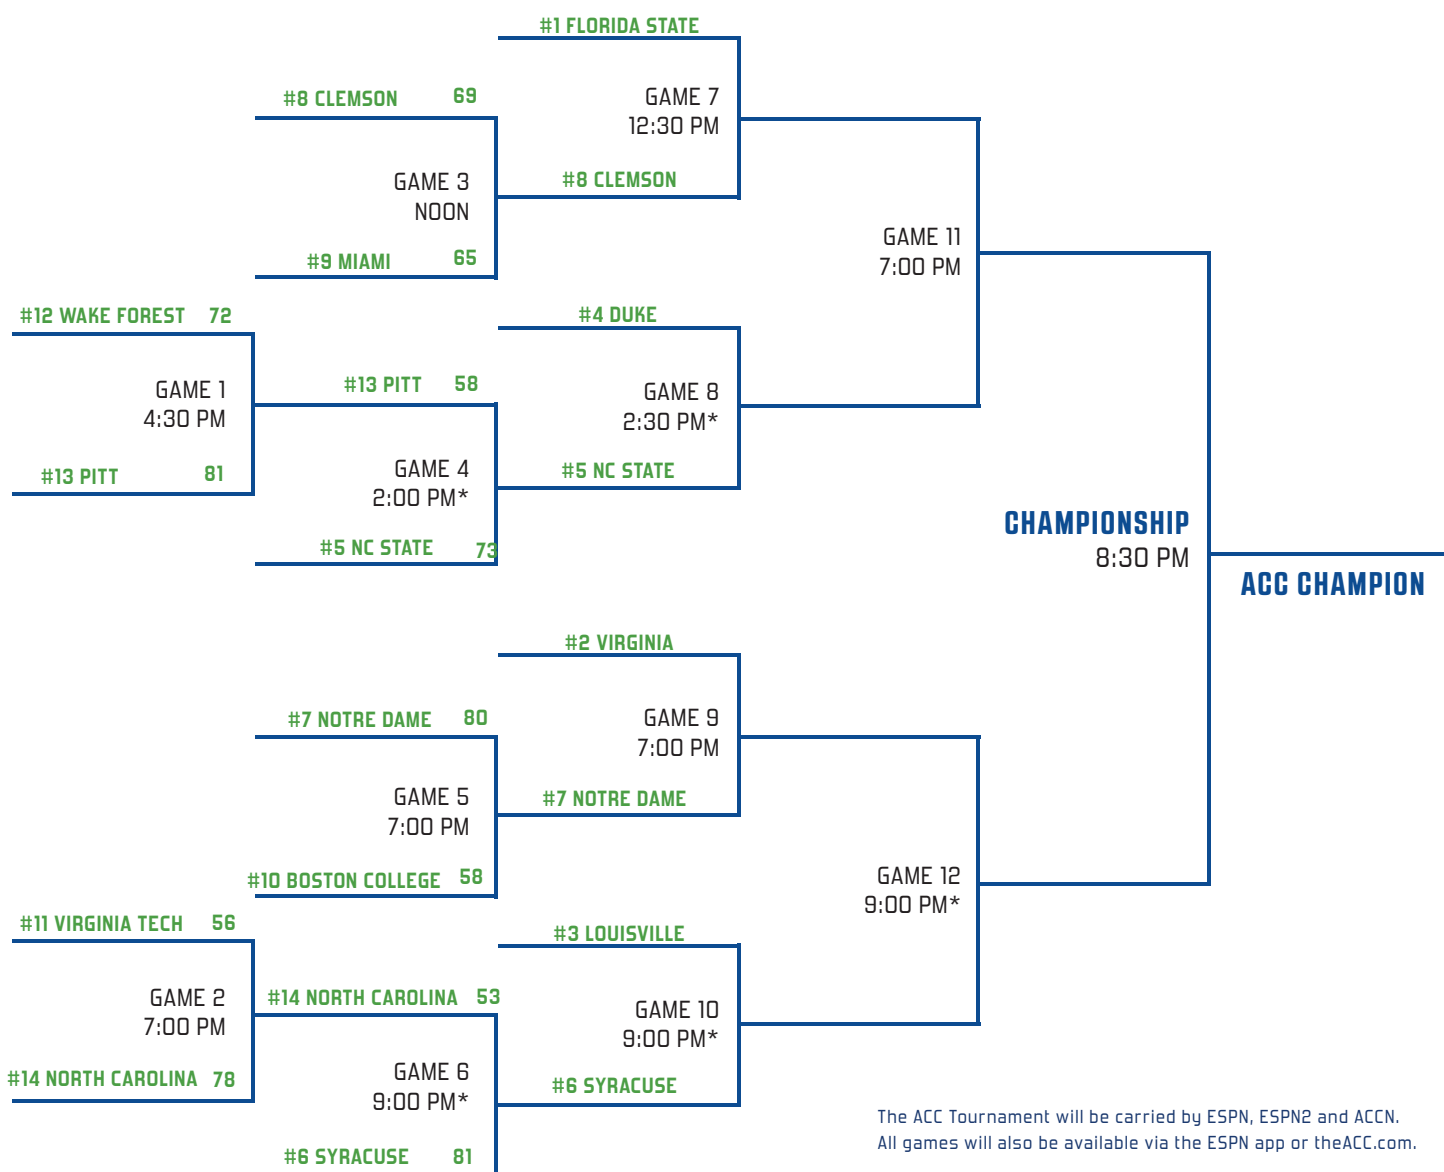 #1 FLORIDA STATE
#8 CLEMSON 69
GAME 7
12:30 PM
GAME 3
NOON
#8 CLEMSON
#9 MIAMI 65
GAME 11
7:00 PM
#12 WAKE FOREST 72
#4 DUKE
GAME 1
4:30 PM
#13 PITT 58
GAME 8
2:30 PM*
#13 PITT 81
GAME 4
2:00 PM*
#5 NC STATE
#5 NC STATE 73
CHAMPIONSHIP
8:30 PM
ACC CHAMPION
#2 VIRGINIA
#7 NOTRE DAME 80
GAME 9
7:00 PM
GAME 5
7:00 PM
#7 NOTRE DAME
#10 BOSTON COLLEGE 58
GAME 12
9:00 PM*
#11 VIRGINIA TECH 56
#3 LOUISVILLE
GAME 2
7:00 PM
#14 NORTH CAROLINA 53
GAME 10
9:00 PM*
#14 NORTH CAROLINA 78
GAME 6
9:00 PM*
#6 SYRACUSE
#6 SYRACUSE 81
The ACC Tournament will be carried by ESPN, ESPN2 and ACCN.
All games will also be available via the ESPN app or theACC.com.